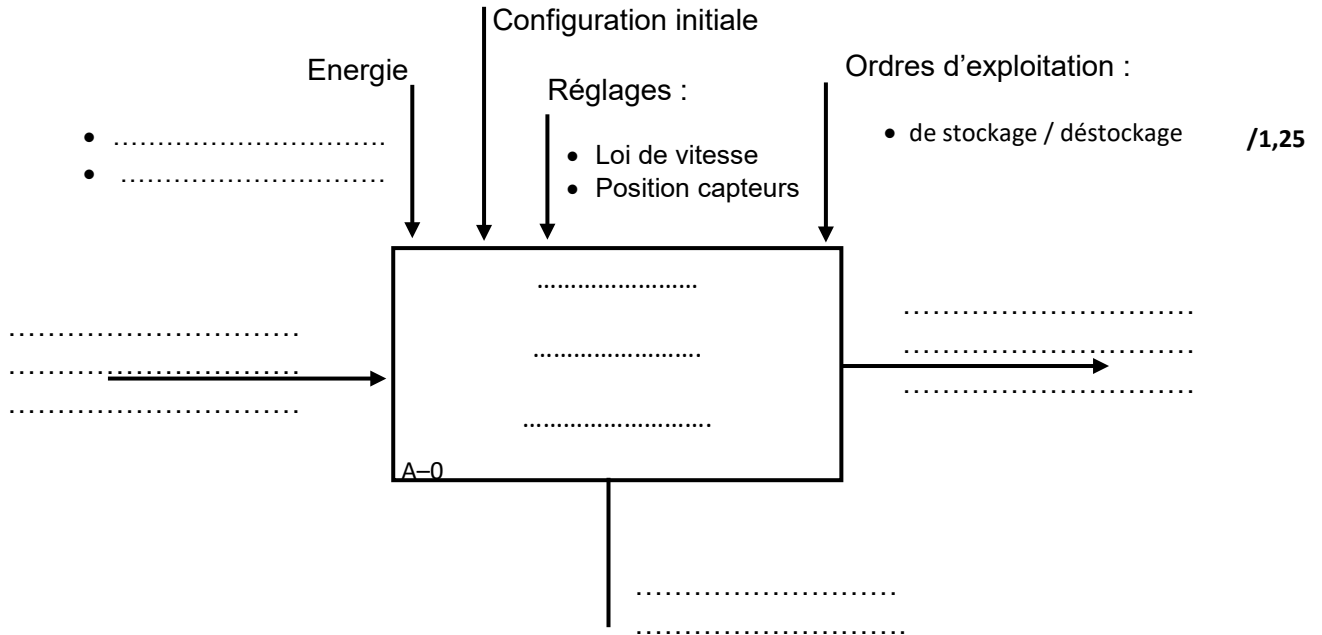 Configuration initiale
Energie
Ordres d’exploitation :
Réglages :
• ................................
• ................................
• de stockage / déstockage
/1,25
• Loi de vitesse
• Position capteurs
........................
..............................
..............................
.........................
..............................
..............................
..............................
..............................
............................
A–0
...........................
............................